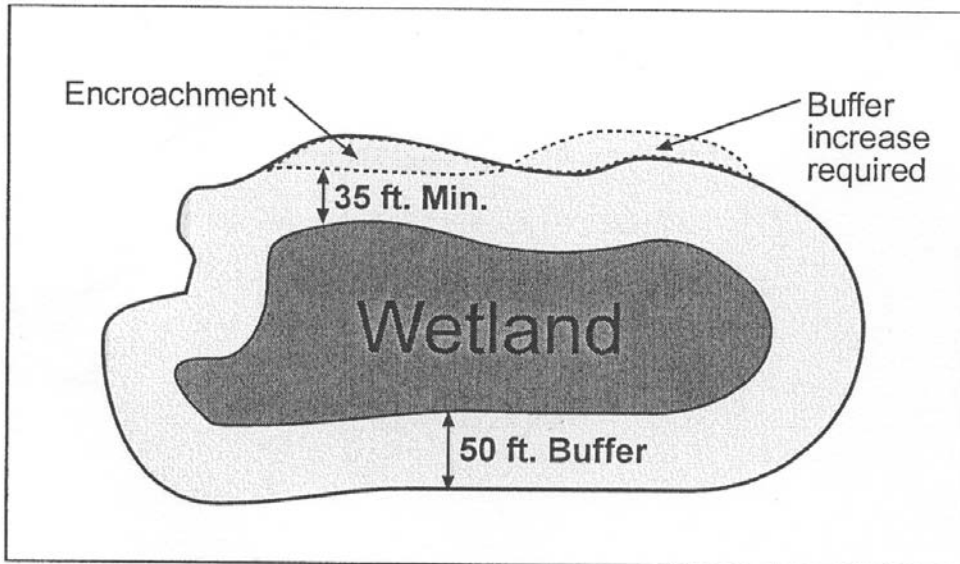 Encroachment
Buffer
increase
required
35 ft. Min.
Wetland
50 ft. Buffer